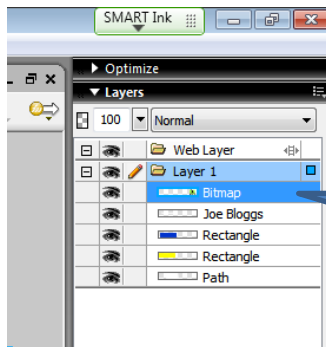 SMART Ink
Optimize
Layers
100 Normal
Web Layer
Layer 1
Bitmap
Joe Bloggs
Rectangle
Rectangle
Path